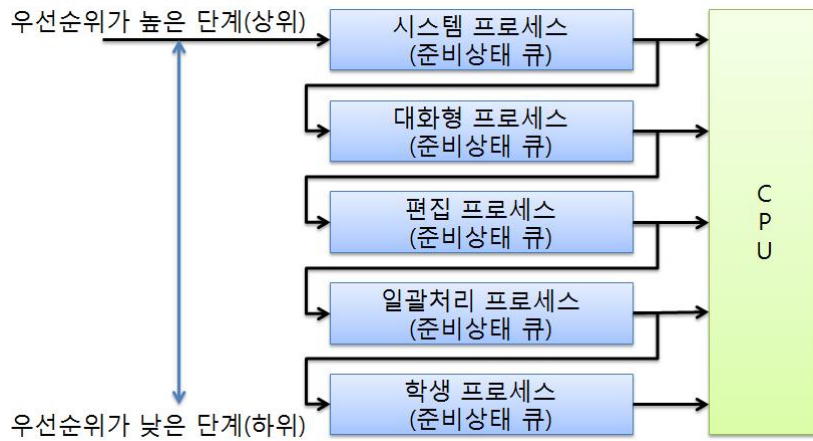 우선순위가 높은 단계(상위)
시스템 프로세스
(준비상태 큐)
대화형 프로세스
(준비상태 큐)
편집 프로세스
(준비상태 큐)
일괄처리 프로세스
(준비상태 큐)
학생 프로세스
(준비상태 큐)
우선순위가 낮은 단계(하위)
C
P
U